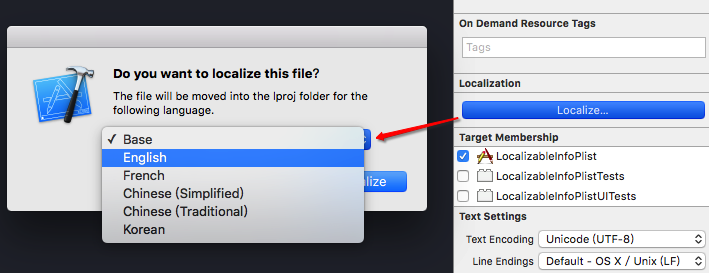 Do you want to localize this file?
The file will be moved into the lproj folder for the
following language.
✓ Base
English
French
Chinese (Simplified)
Chinese (Traditional)
Korean
alize
On Demand Resource Tags
Tags
Localization
Localize...
Target Membership
LocalizableInfoPlist
LocalizableInfoPlistTests
LocalizableInfoPlistUITests
Text Settings
Text Encoding Unicode (UTF-8)
Line Endings Default - OS X / Unix (LF)